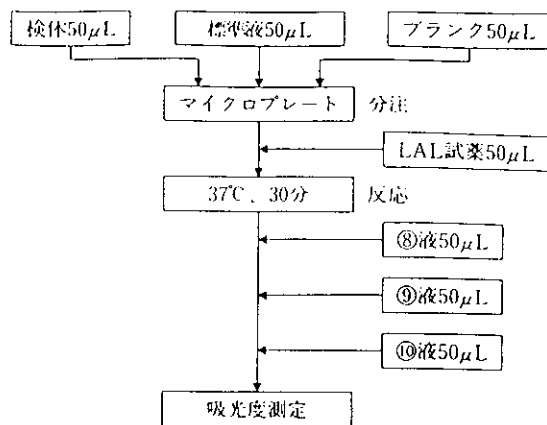 検体50μL
標準液50μL
ブランク50μL
マイクロプレート 分注
LAL試薬50μL
37℃、30分 反応
⑧液50μL
⑨液50μL
⑩液50μL
吸光度測定